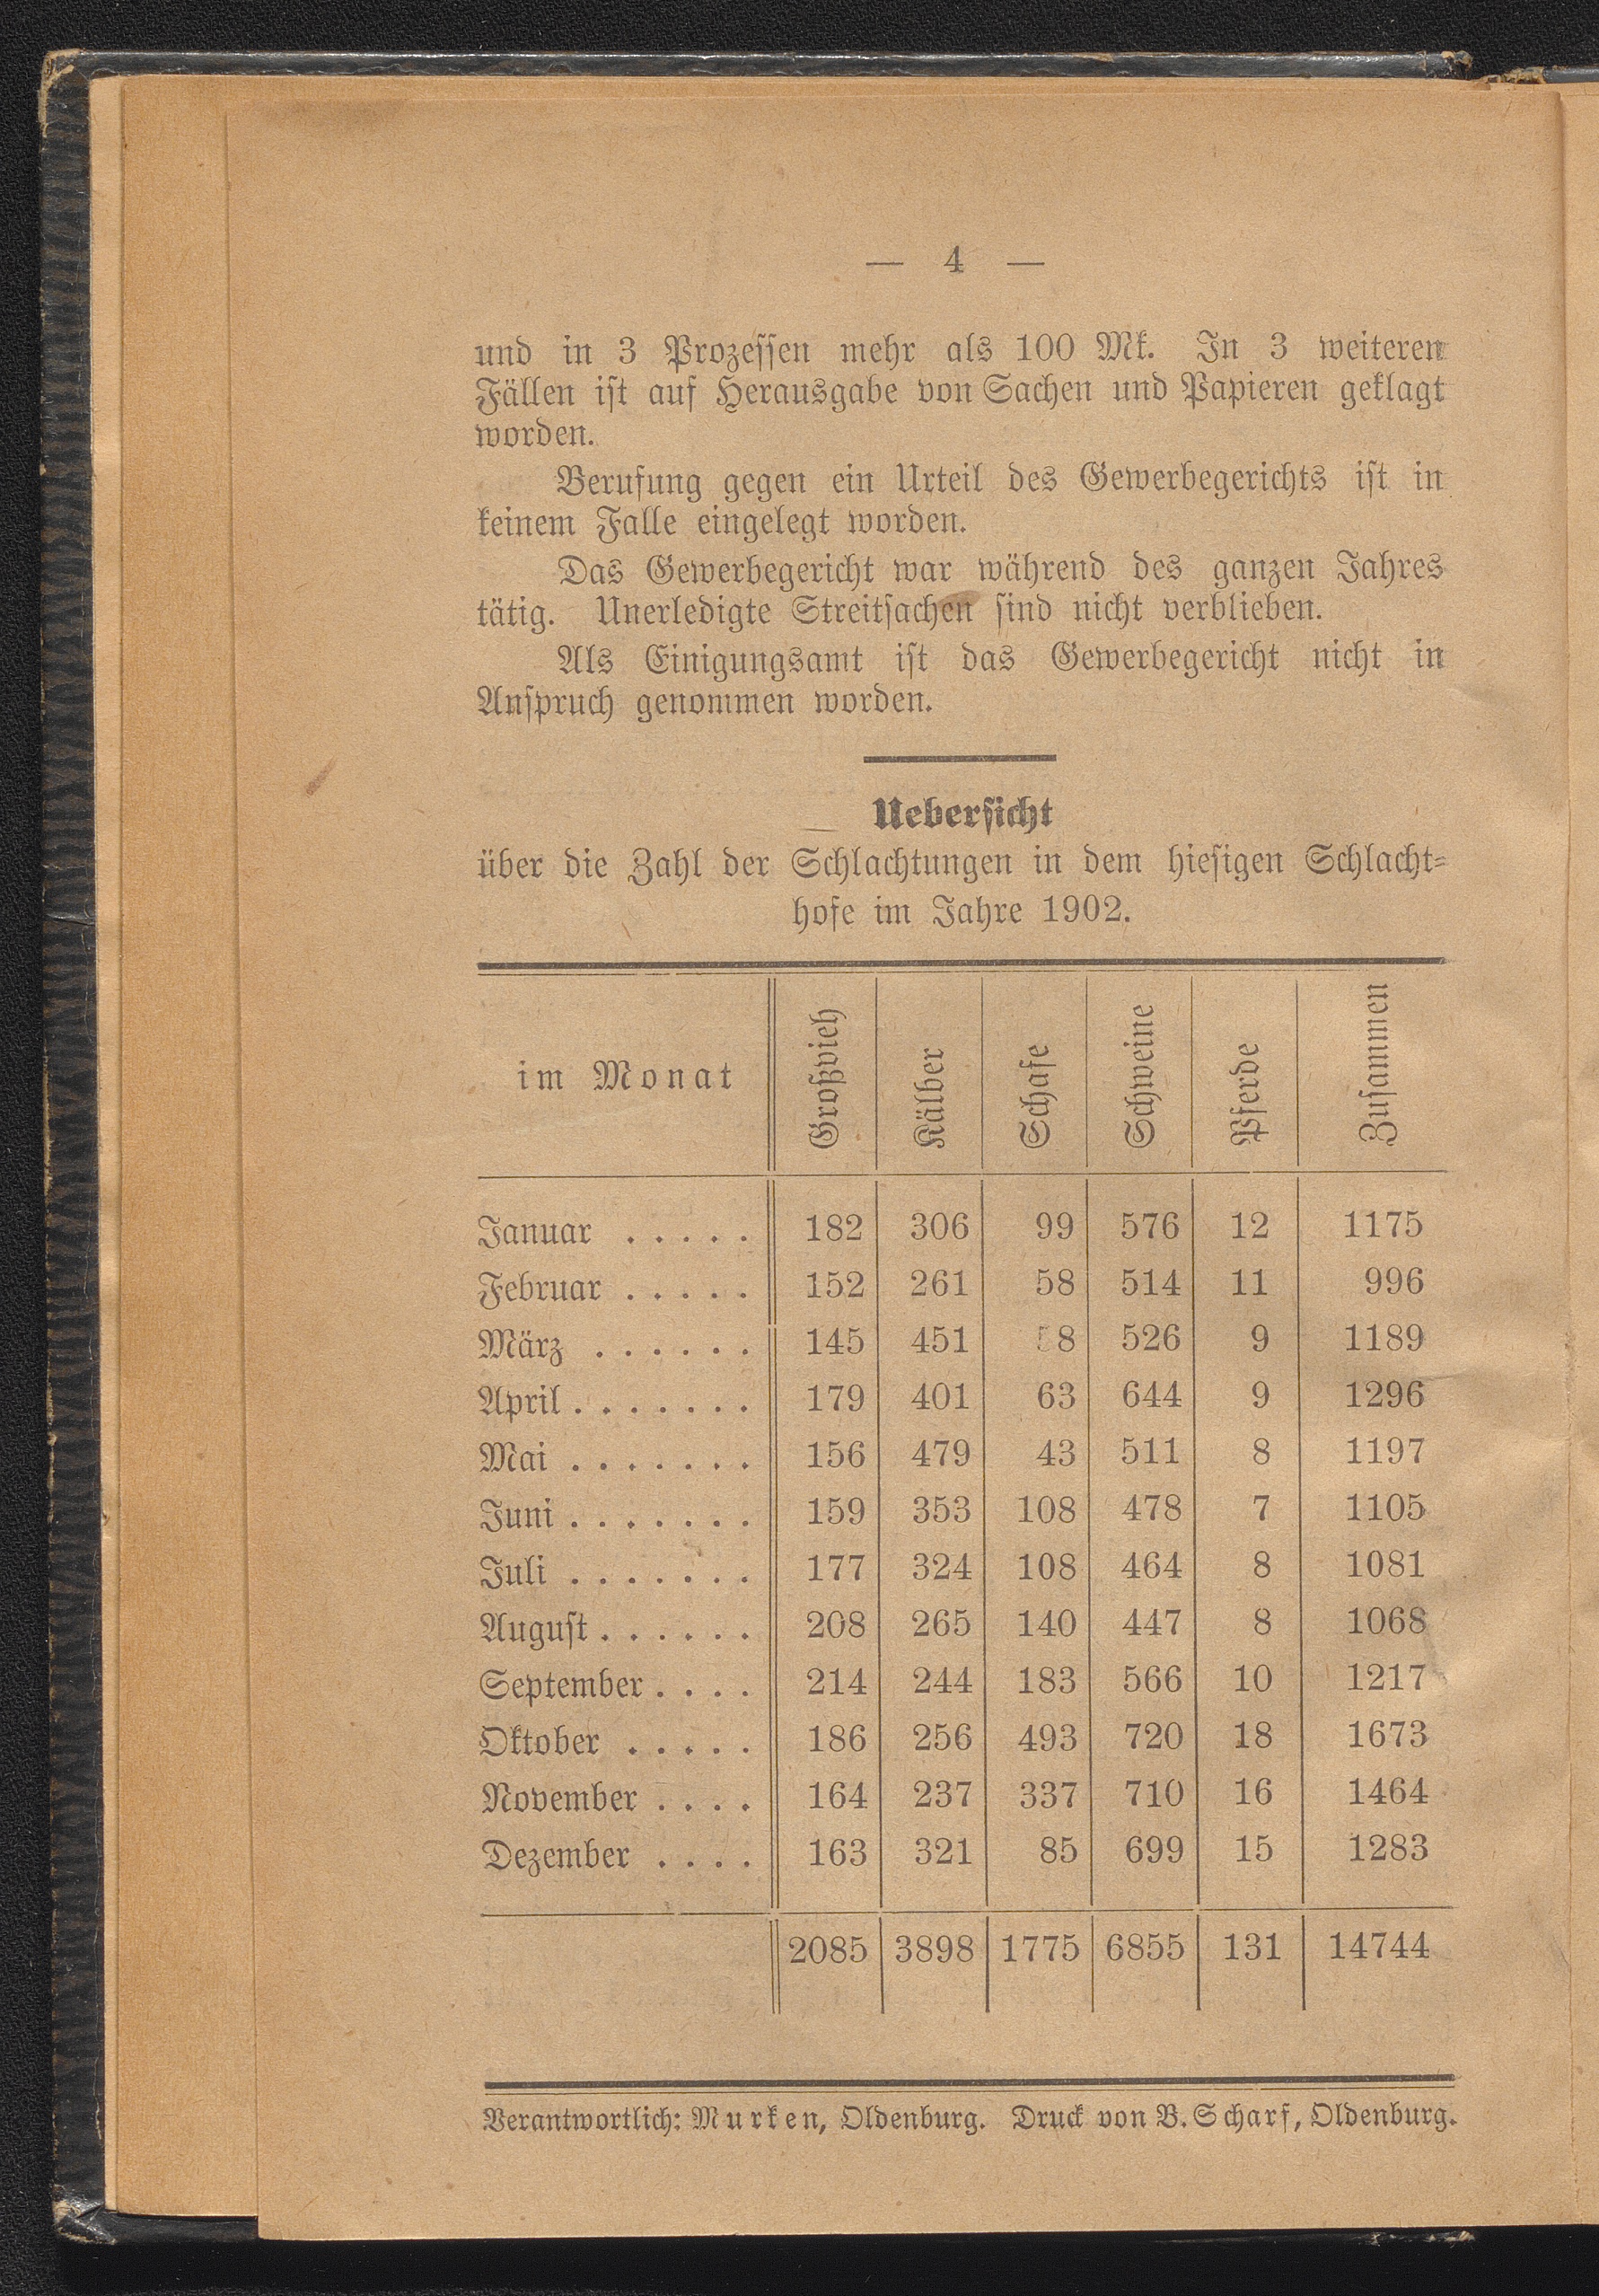 — 4 —
und in 3 Prozessen mehr als 100 Mk. In 3 weiteren
Fällen ist auf Herausgabe von Sachen und Papieren geklagt
worden.
Berufung gegen ein Urteil des Gewerbegerichts ist in
keinem Falle eingelegt worden.
Das Gewerbegericht war während des ganzen Jahres
tätig. Unerledigte Streitsachen sind nicht verblieben.
Als Einigungsamt ist das Gewerbegericht nicht in
Anspruch genommen worden.
Uebersicht
über die Zahl der Schlachtungen in dem hiesigen Schlacht-
hofe im Jahre 1902.
im Monat Großvieh Kälber Schafe Schweine Pferde Zusammen
Januar . . . . . 182 306 99 576 12 1175
Februar . . . . . 152 261 58 514 11 996
März . . . . . . 145 451 58 526 9 1189
April . . . . . . . 179 401 63 644 9 1296
Mai . . . . . . . 156 479 43 511 8 1197
Juni . . . . . . . 159 353 108 478 7 1105
Juli . . . . . . . 177 324 108 464 8 1081
August . . . . . . 208 265 140 447 8 1068
September . . . . 214 244 183 566 10 1217
Oktober . . . . . 186 256 493 720 18 1673
November . . . . 164 237 337 710 16 1464
Dezember . . . . 163 321 85 699 15 1283
2085 3898 1775 6855 131 14744
Verantwortlich: Murken, Oldenburg. Druck von B. Scharf, Oldenburg.